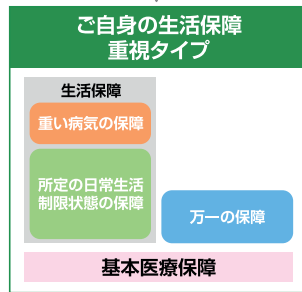 ご自身の生活保障
重視タイプ
生活保障
重い病気の保障
所定の日常生活
制限状態の保障
万一の保障
基本医療保障